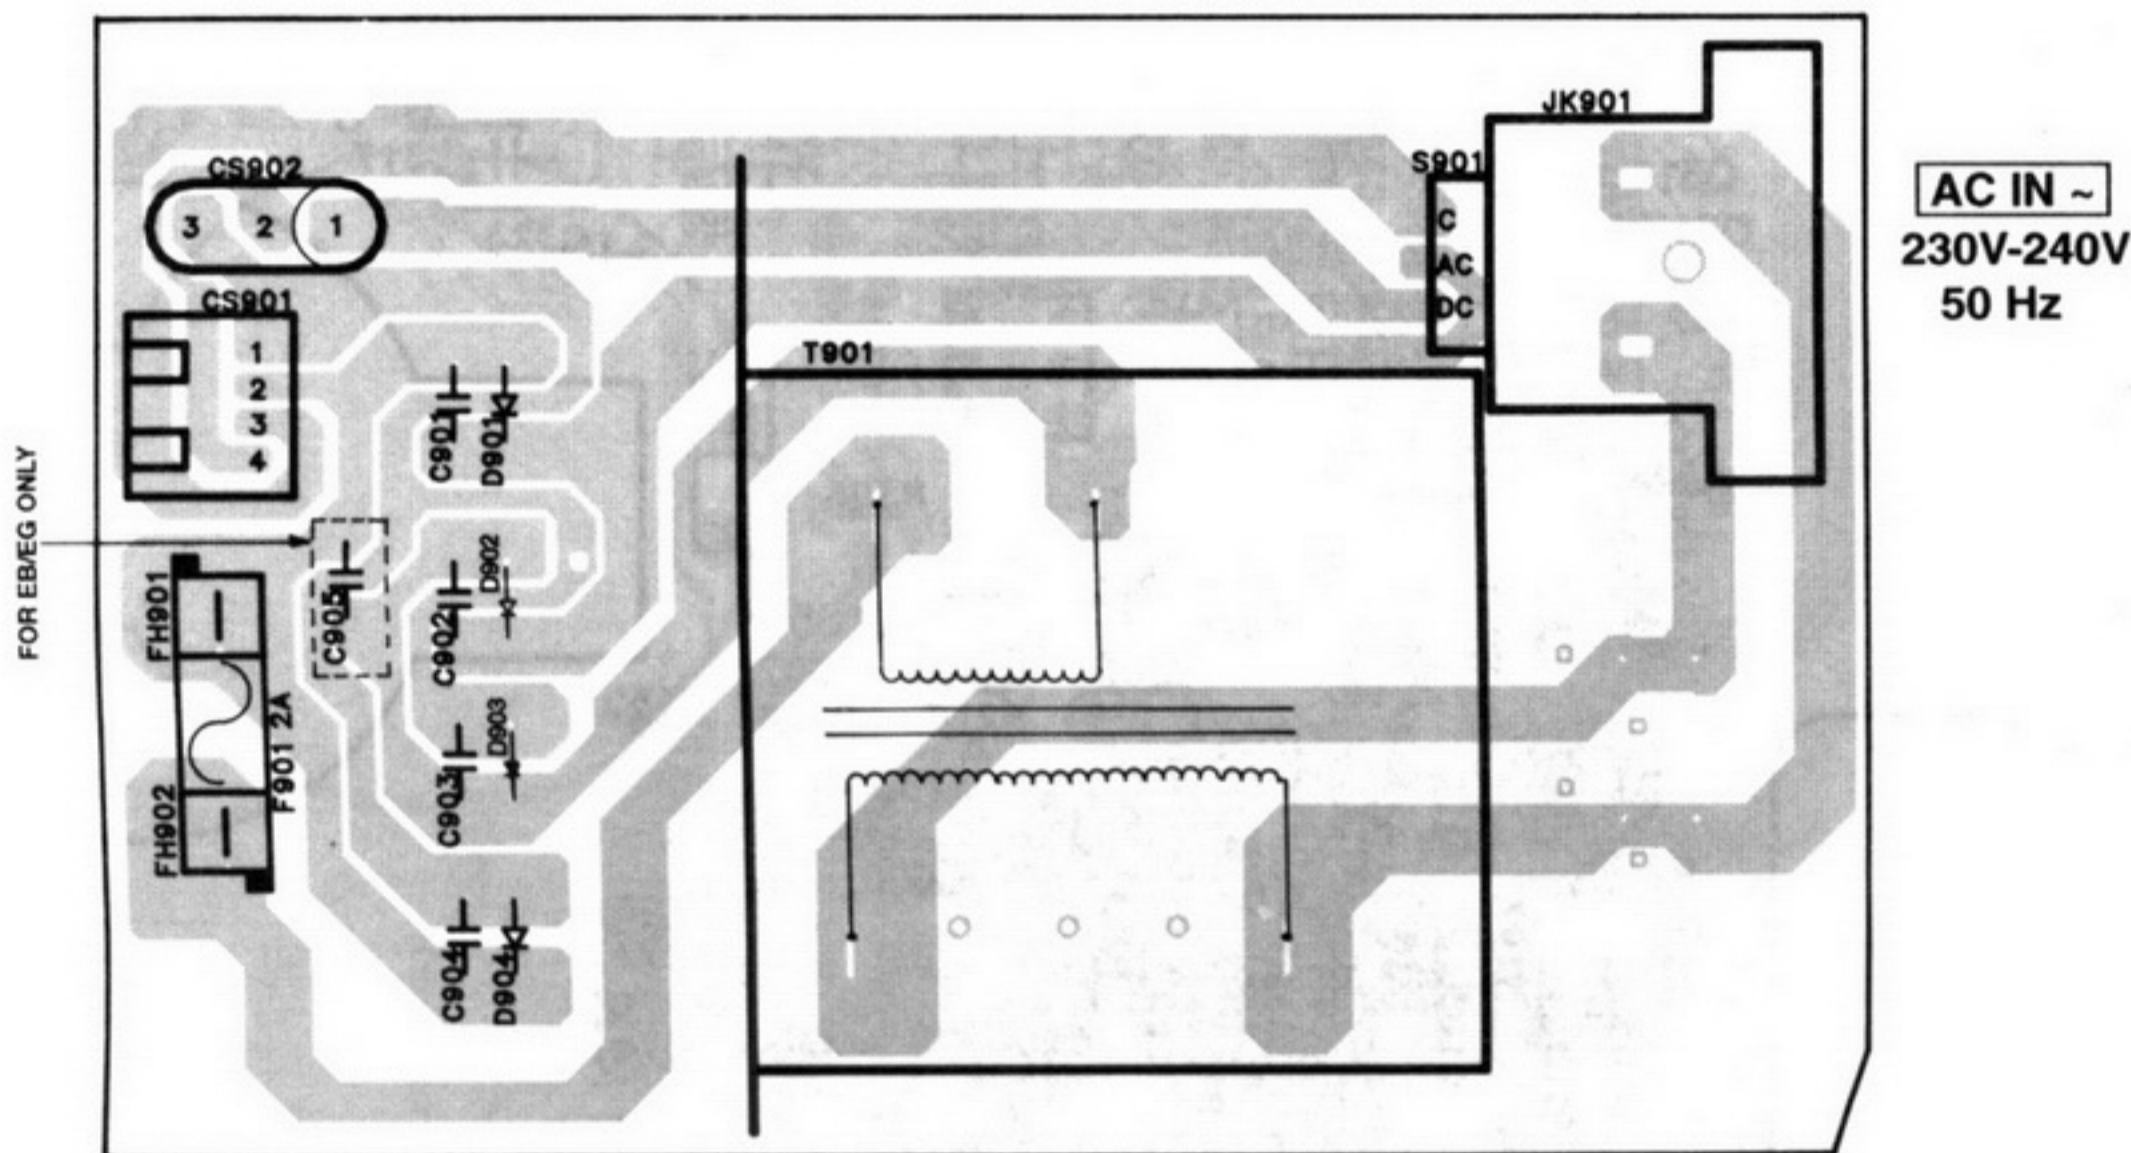 JK901
S901
C
AC
DC
AC IN ~
230V-240V
50 Hz
CS902
3 2 1
CS901
1
2
3
4
T901
C901
D901
FOR EB/EG ONLY
C905
C902
D902
FH901
F901 2A
FH902
C903
D903
C904
D904